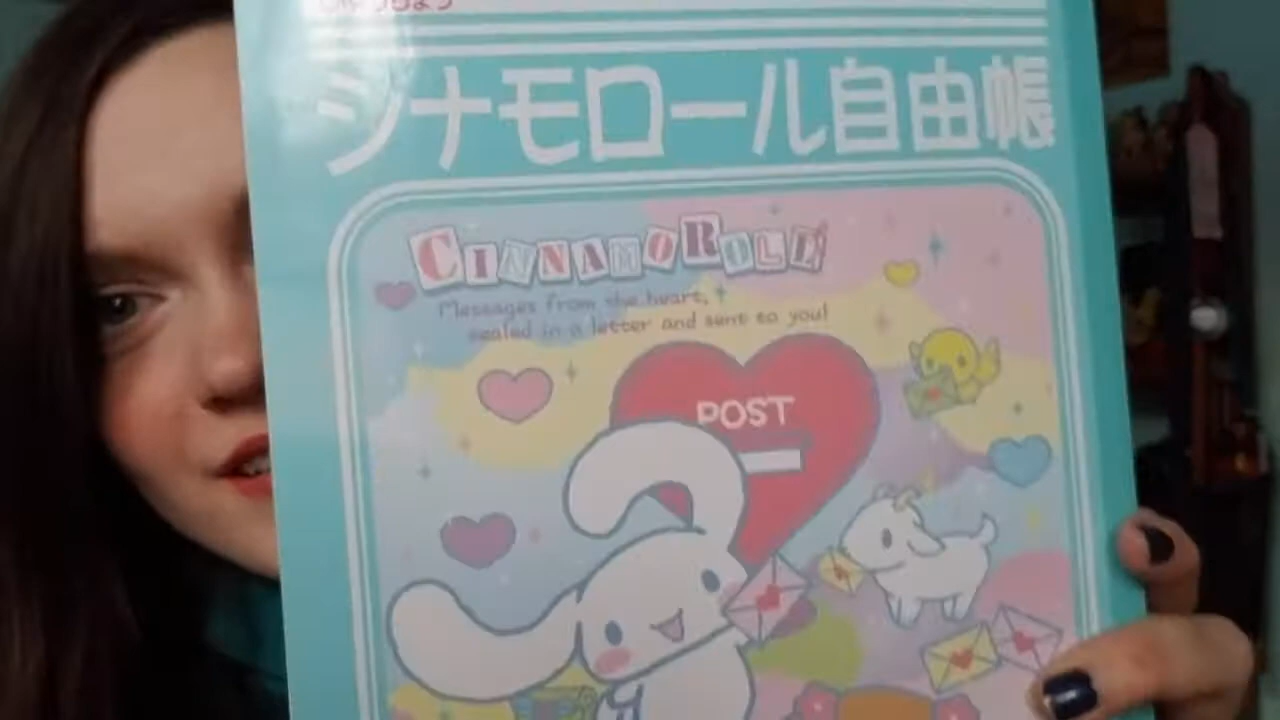 シナモロール自由帳
CINNAMOROLL
Messages from the heart,
sealed in a letter and sent to you!
POST